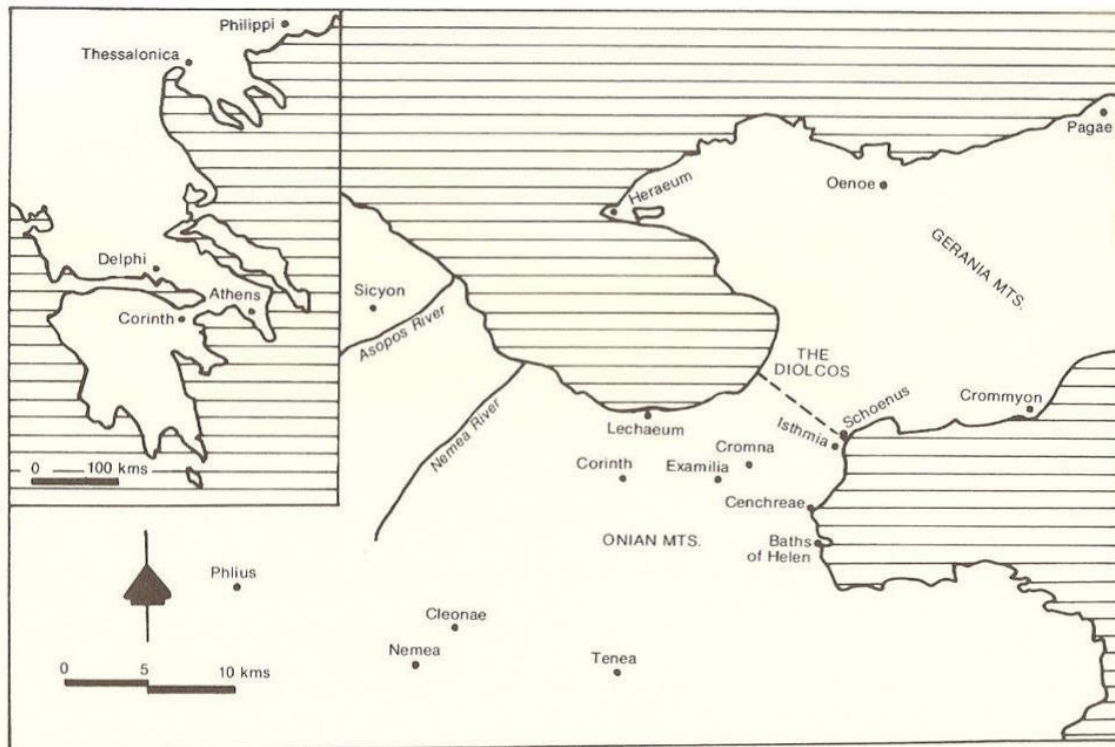 Philippi
Thessalonica
Delphi
Athens
Corinth
0 100 kms
Pagae
Oenoe
Heraeum
GERANIA MTS.
Sicyon
Asopos River
Nemea River
THE
DIOLCOS
Schoenus
Crommyon
Isthmia
Lechaeum
Cromna
Corinth
Examilia
Cenchreae
ONIAN MTS.
Baths
of Helen
Phlius
Cleonae
Nemea
Tenea
0 5 10 kms